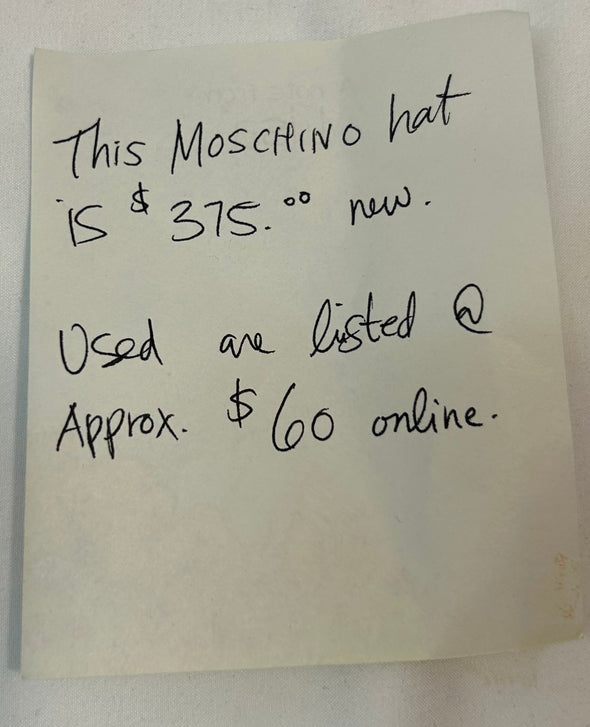 This MOSCHINO hat
is $375.00 new.
Used are listed @
Approx. $60 online.